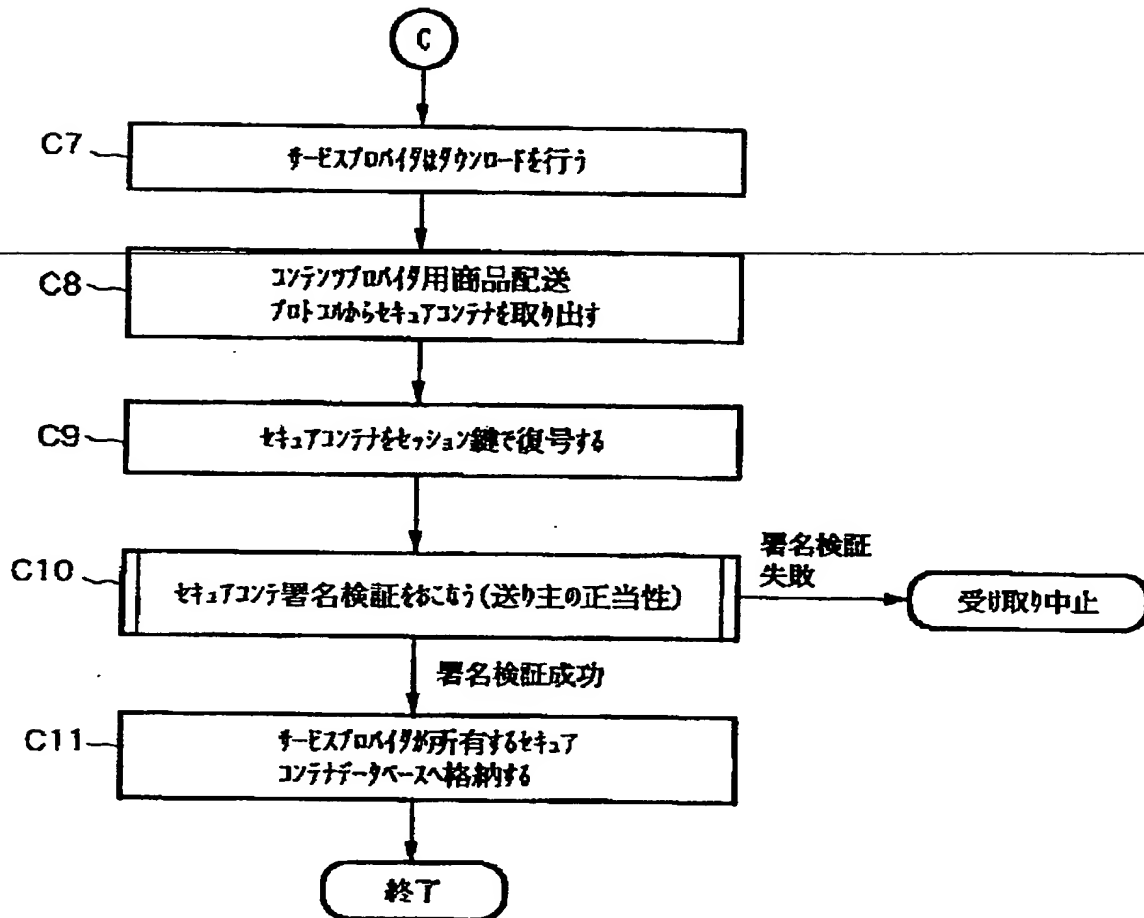 C
C7
サービスプロバイダはダウンロードを行う
C8
コンテンツプロバイダ用商品配送
プロトコルからセキュアコンテナを取り出す
C9
セキュアコンテナをセッション鍵で復号する
C10
セキュアコンテ署名検証をおこなう(送り主の正当性)
署名検証
失敗
受け取り中止
署名検証成功
C11
サービスプロバイダが所有するセキュア
コンテナデータベースへ格納する
終了